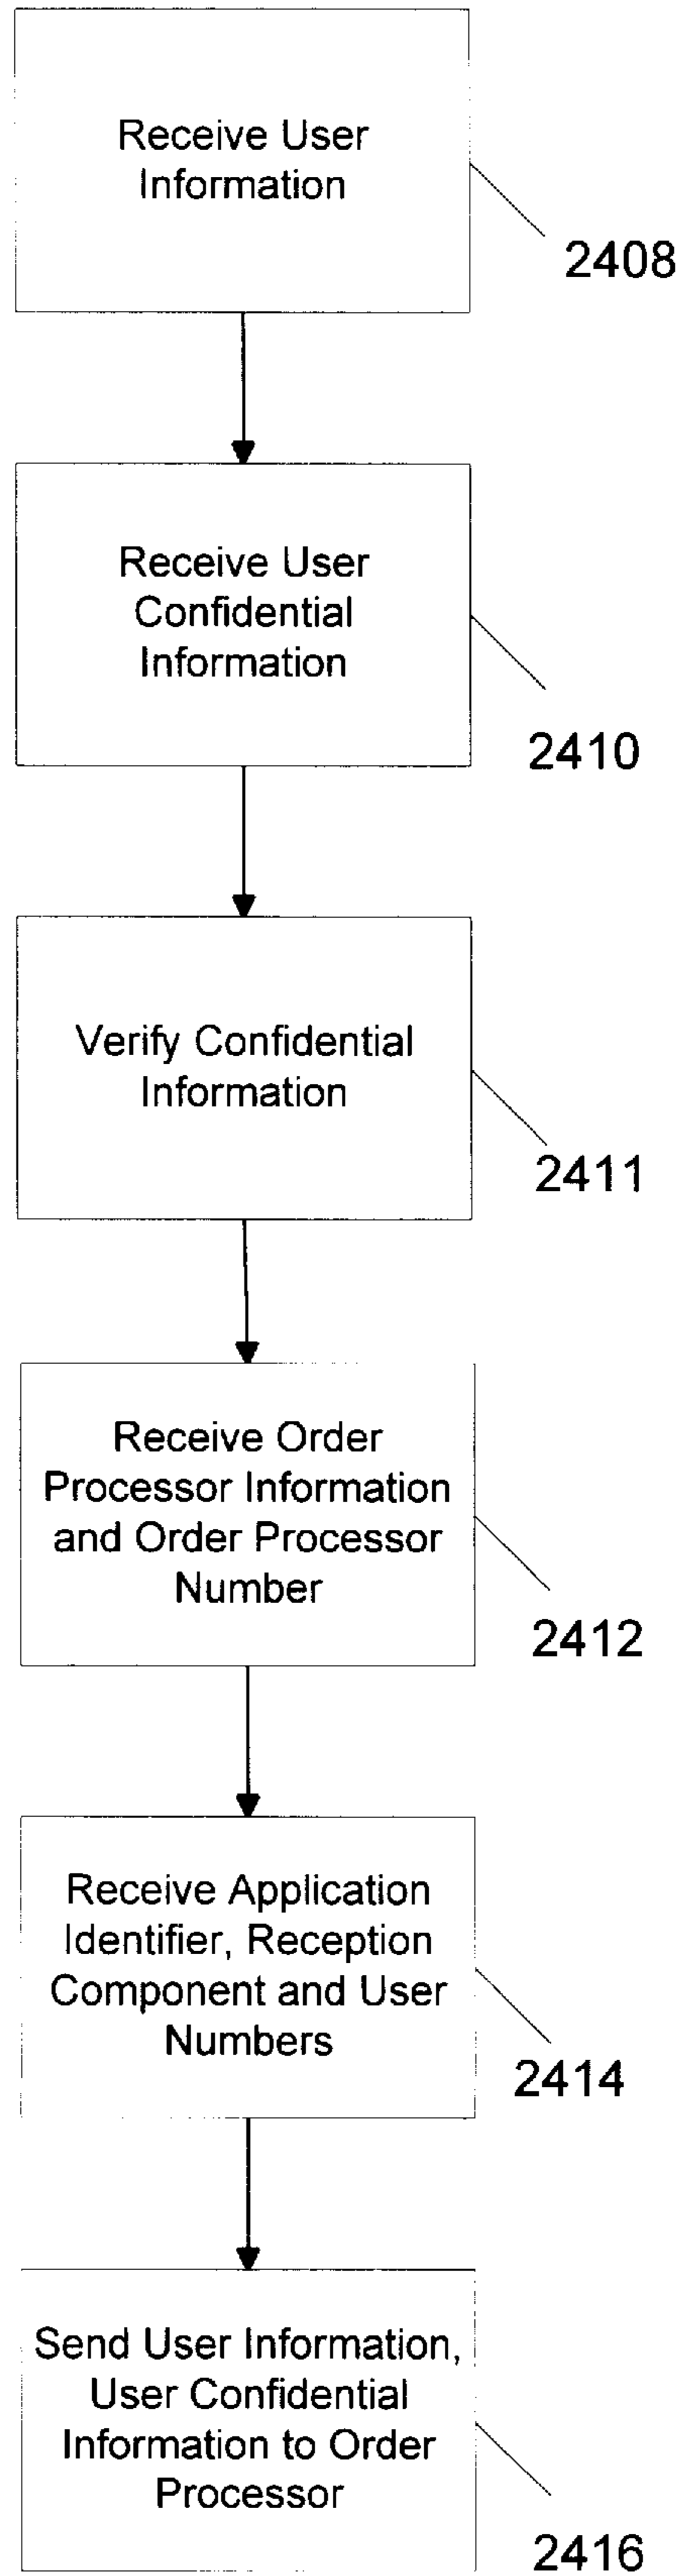 Receive User
Information
2408
Receive User
Confidential
Information
2410
Verify Confidential
Information
2411
Receive Order
Processor Information
and Order Processor
Number
2412
Receive Application
Identifier, Reception
Component and User
Numbers
2414
Send User Information,
User Confidential
Information to Order
Processor
2416